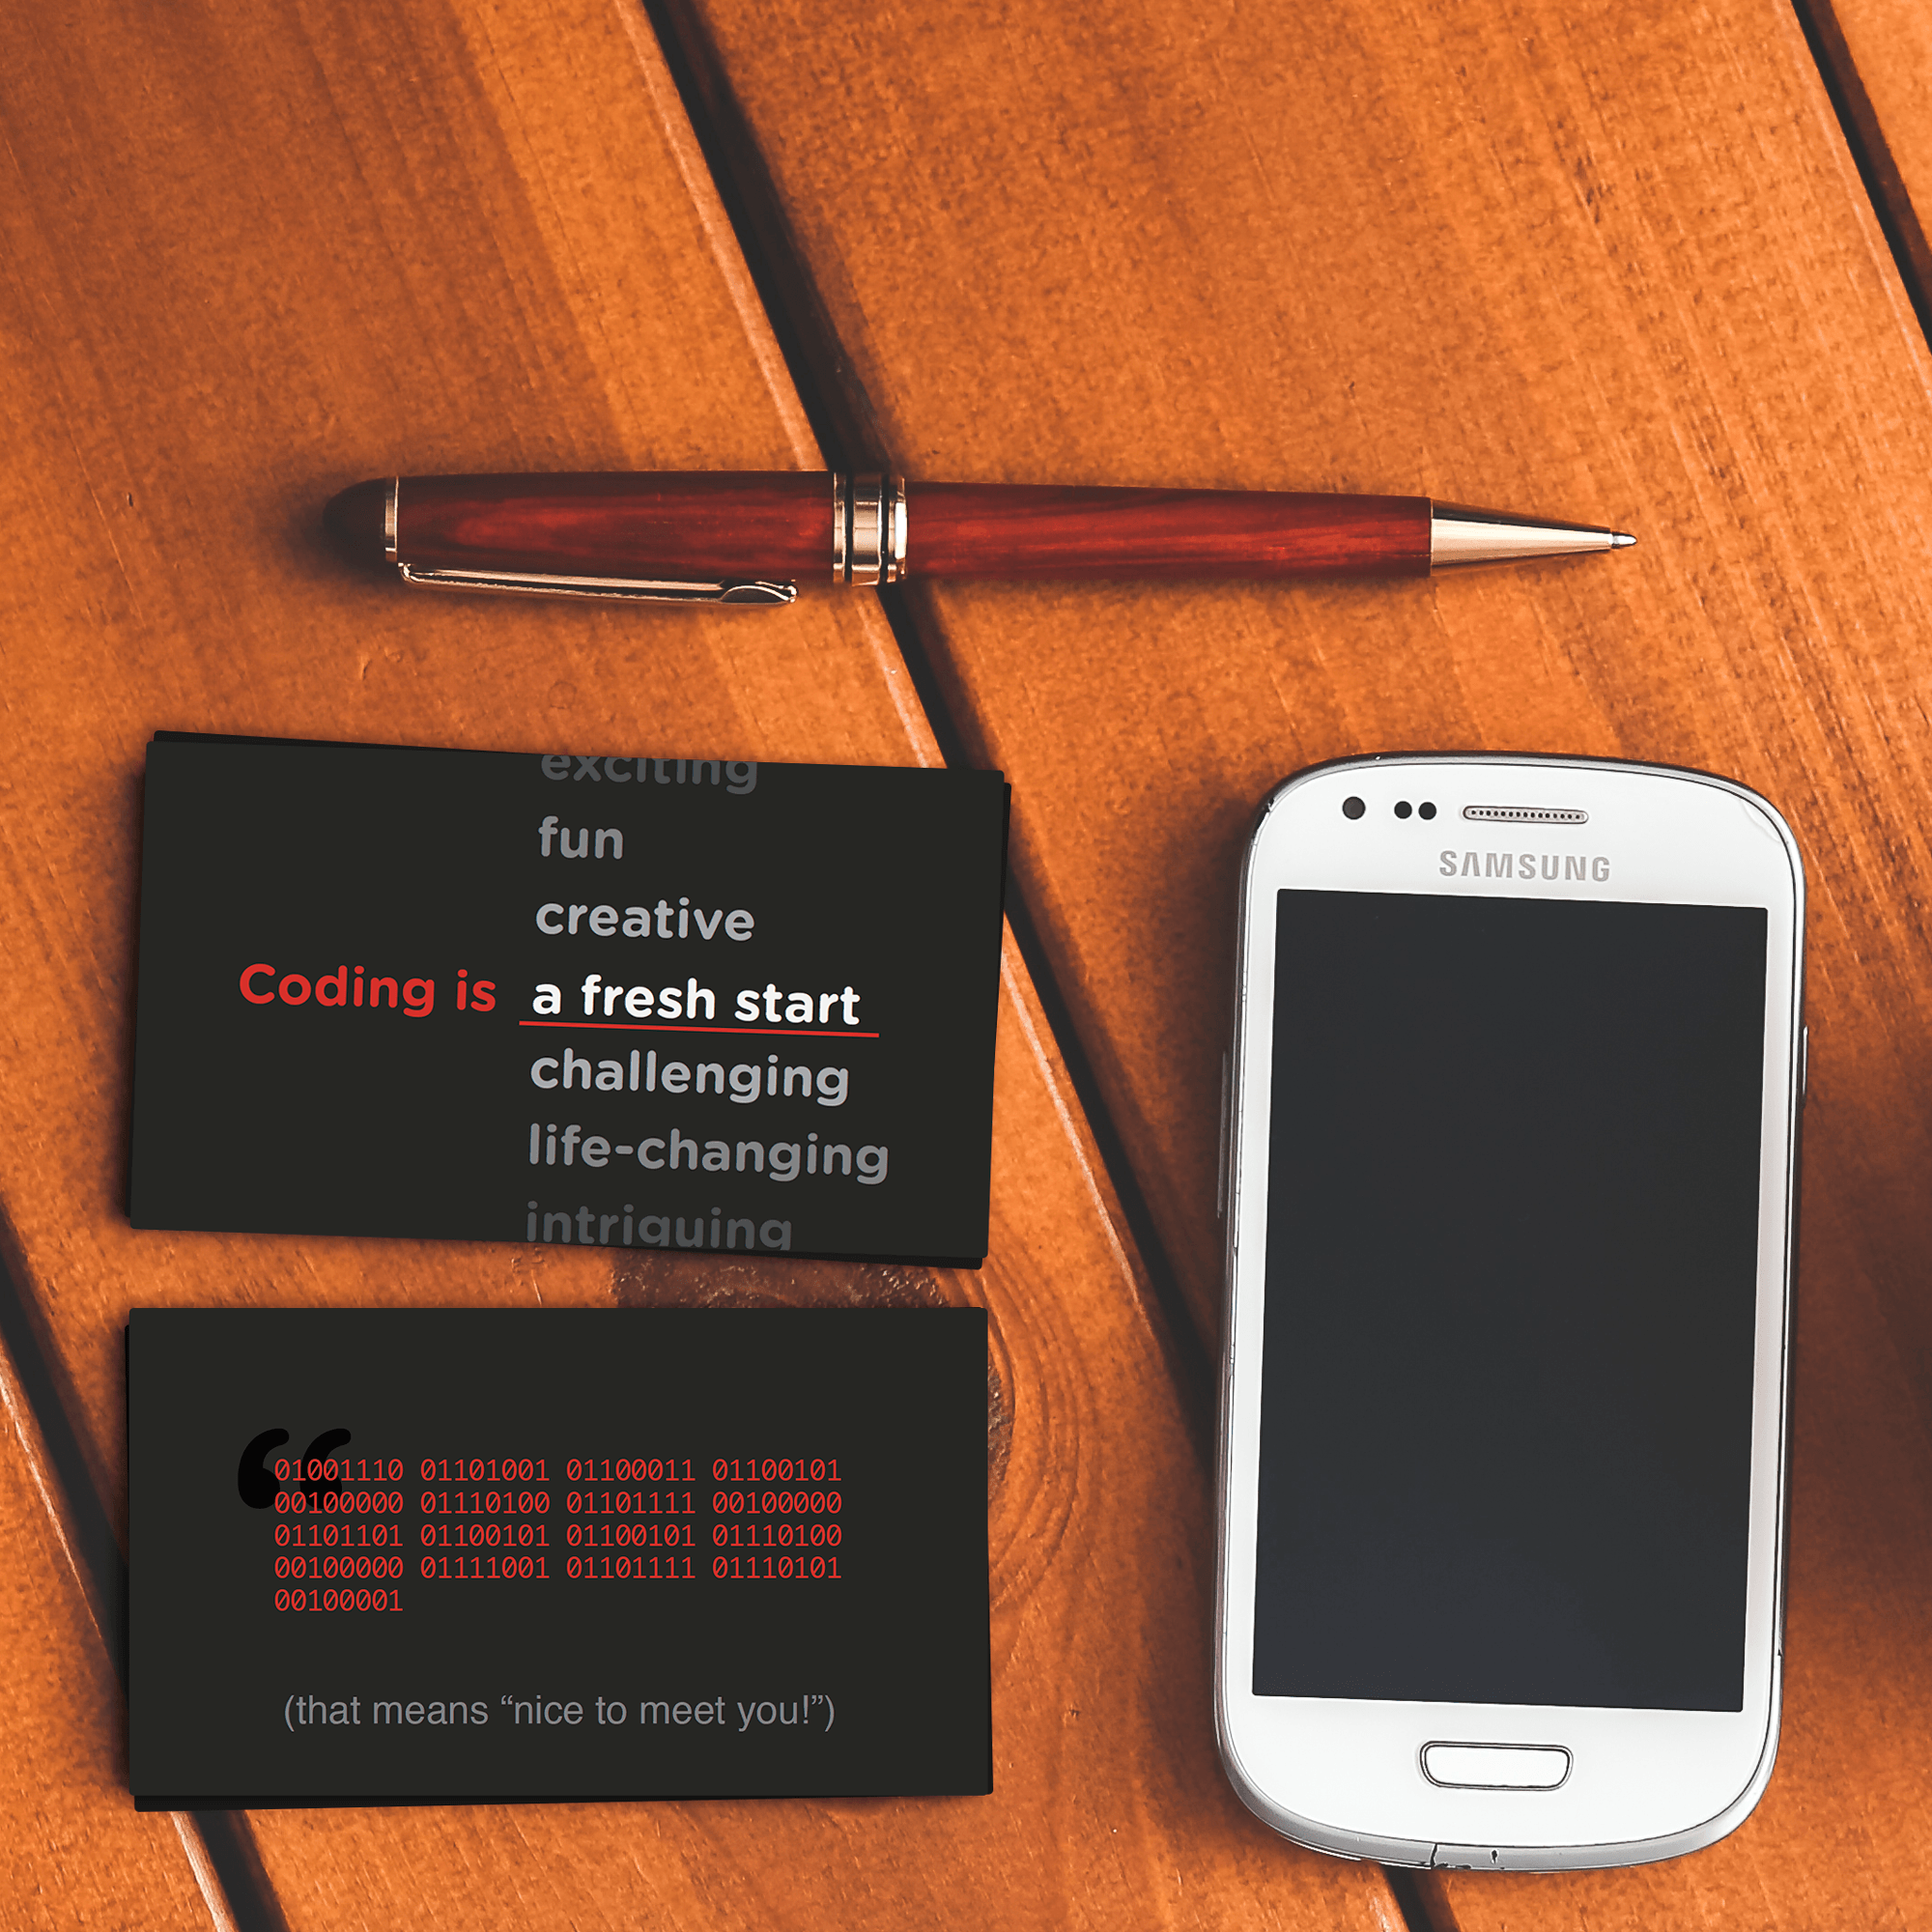 exciting
fun
creative
Coding is a fresh start
challenging
life-changing
intriguing
SAMSUNG
“
01001110 01101001 01100011 01100101
00100000 01110100 01101111 00100000
01101101 01100101 01100101 01110100
00100000 01111001 01101111 01110101
00100001
(that means “nice to meet you!”)